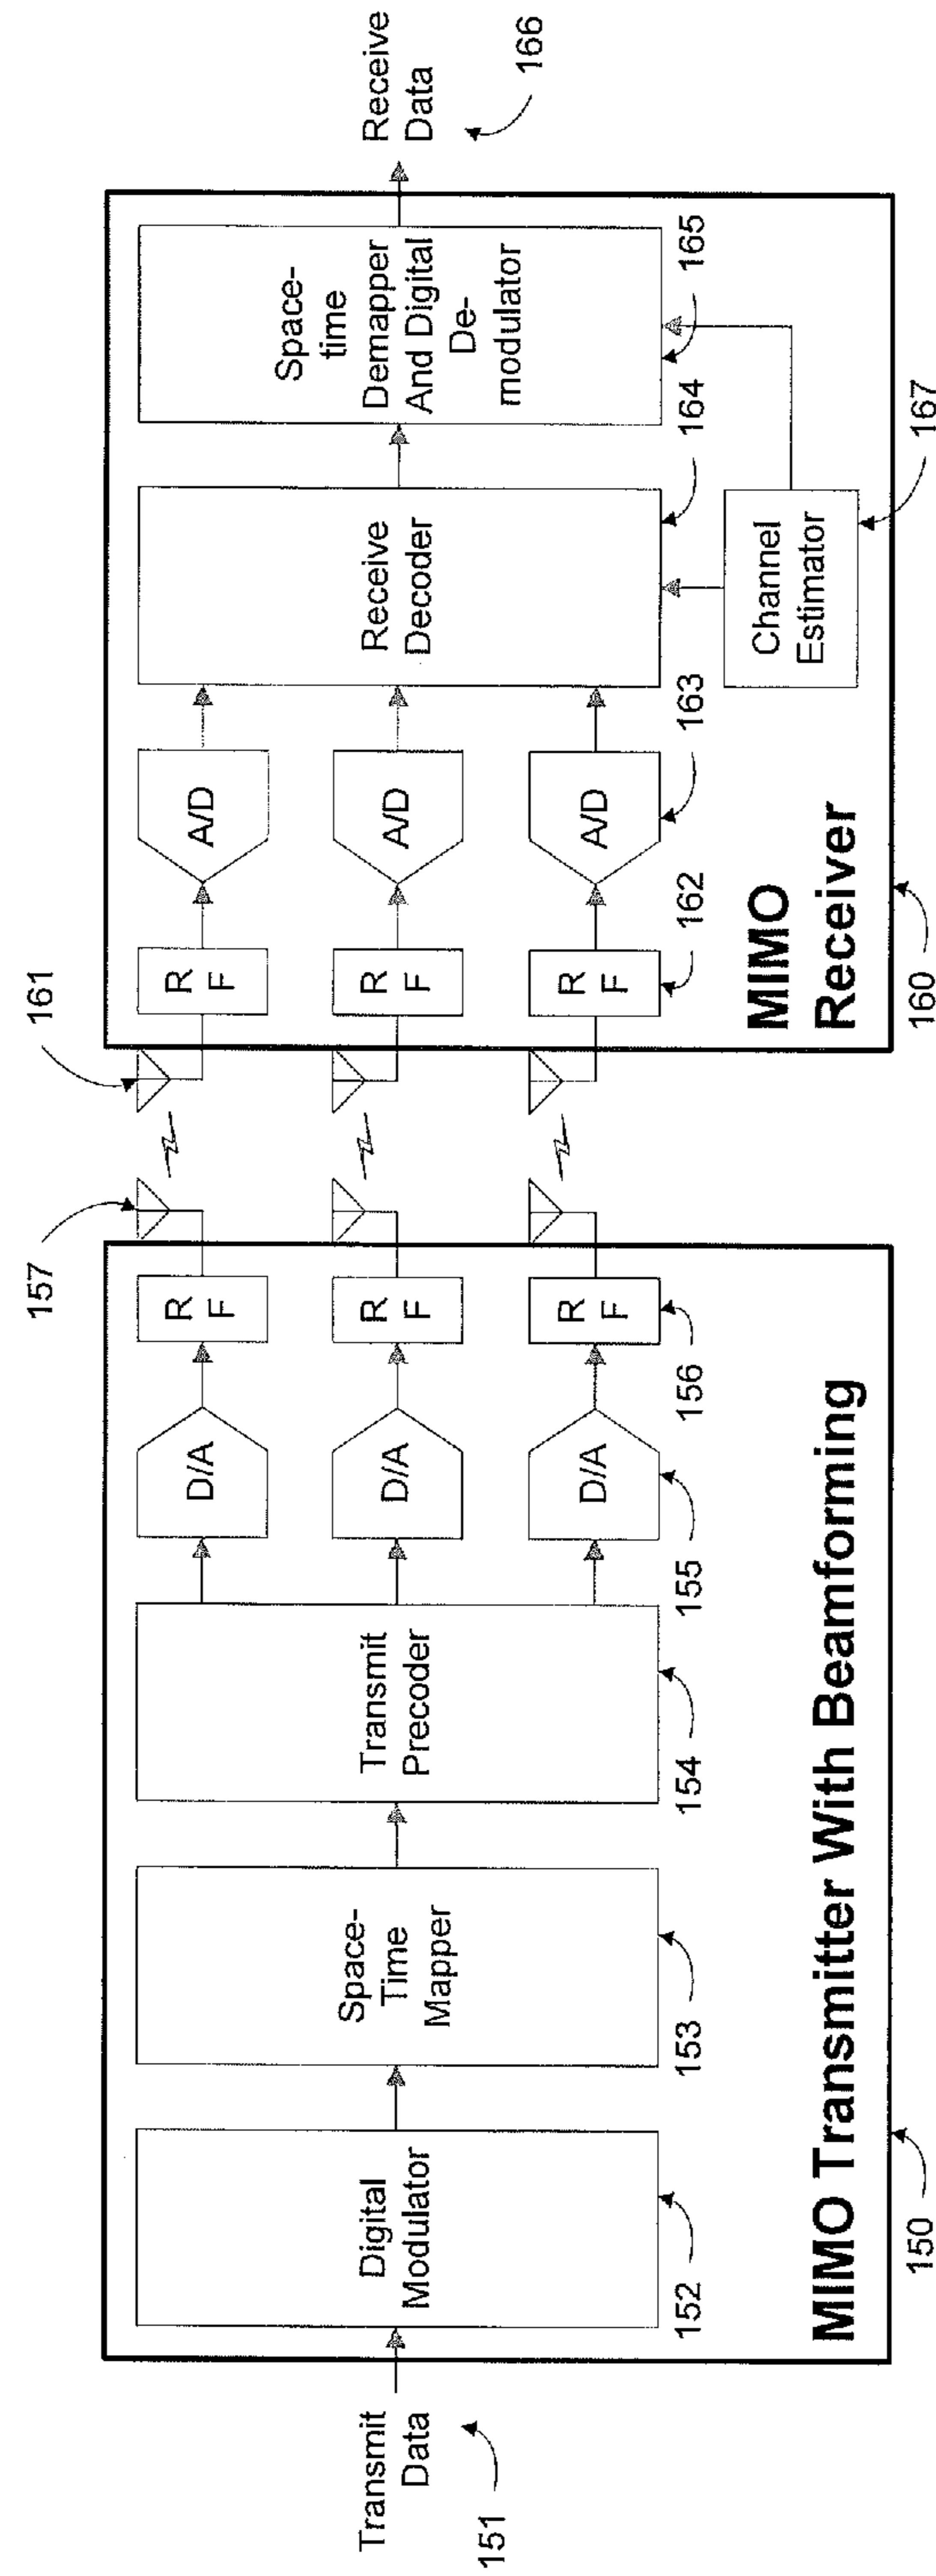 Transmit
Data
151
Digital
Modulator
152
Space-
Time
Mapper
153
Transmit
Precoder
154
D/A
D/A
D/A
155
R
F
R
F
R
F
156
157
MIMO Transmitter With Beamforming
150
161
R
F
R
F
R
F
162
A/D
A/D
A/D
163
Receive
Decoder
164
Space-
time
Demapper
And Digital
De-
modulator
165
Channel
Estimator
167
MIMO
Receiver
160
Receive
Data
166